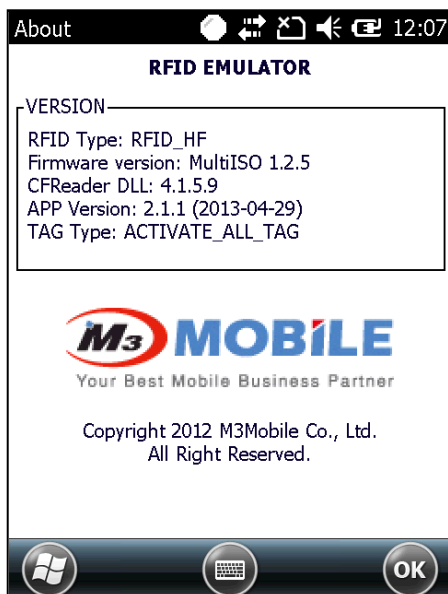 About 12:07
RFID EMULATOR
VERSION
RFID Type: RFID_HF
Firmware version: MultiISO 1.2.5
CFReader DLL: 4.1.5.9
APP Version: 2.1.1 (2013-04-29)
TAG Type: ACTIVATE_ALL_TAG
M3 MOBILE
Your Best Mobile Business Partner
Copyright 2012 M3Mobile Co., Ltd.
All Right Reserved.
OK